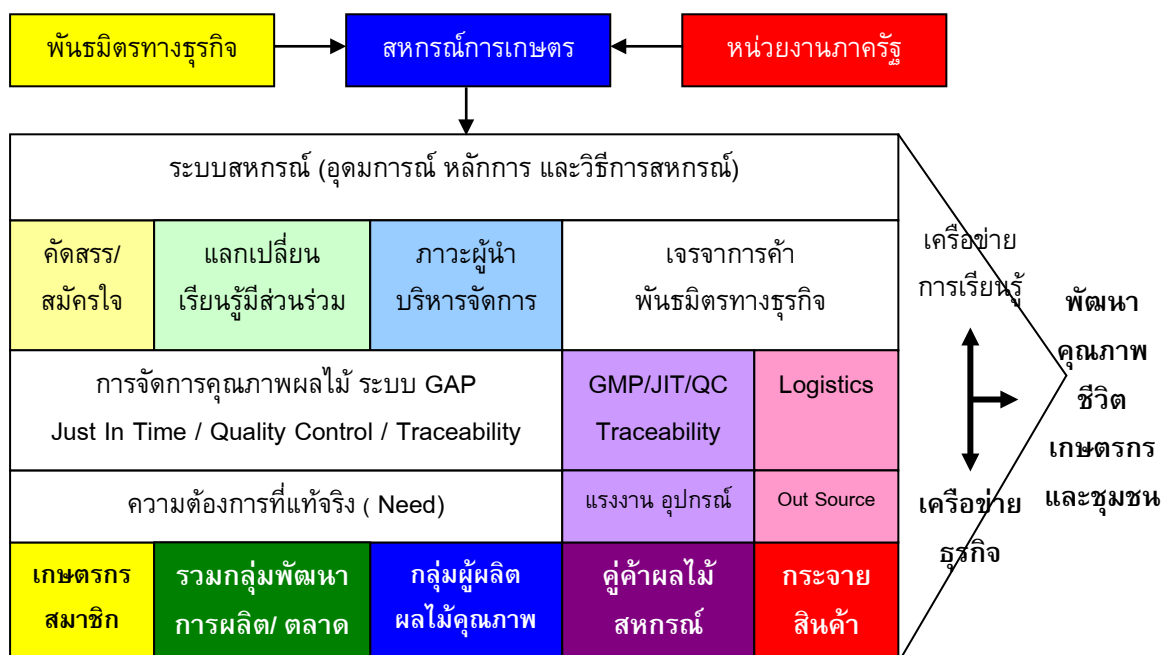 พันธมิตรทางธุรกิจ
สหกรณ์การเกษตร
หน่วยงานภาครัฐ
ระบบสหกรณ์ (อุดมการณ์ หลักการ และวิธีการสหกรณ์)
คัดสรร/
สมัครใจ
แลกเปลี่ยน
เรียนรู้มีส่วนร่วม
ภาวะผู้นำ
บริหารจัดการ
เจรจาการค้า
พันธมิตรทางธุรกิจ
เครือข่าย
การเรียนรู้
การจัดการคุณภาพผลไม้ ระบบ GAP
Just In Time / Quality Control / Traceability
GMP/JIT/QC
Traceability
Logistics
พัฒนา
คุณภาพ
ชีวิต
เกษตรกร
และชุมชน
ความต้องการที่แท้จริง ( Need)
แรงงาน อุปกรณ์
Out Source
เครือข่าย
ธุรกิจ
เกษตรกร
สมาชิก
รวมกลุ่มพัฒนา
การผลิต/ ตลาด
กลุ่มผู้ผลิต
ผลไม้คุณภาพ
คู่ค้าผลไม้
สหกรณ์
กระจาย
สินค้า